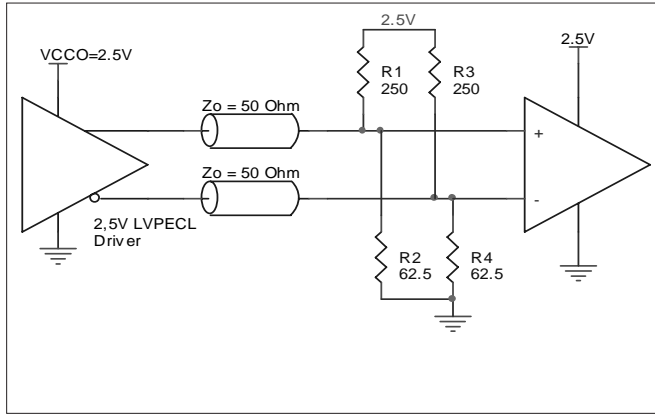 2.5V
VCCO=2.5V
2.5V
R1
250
R3
250
Zo = 50 Ohm
+
Zo = 50 Ohm
-
2,5V LVPECL
Driver
R2
62.5
R4
62.5